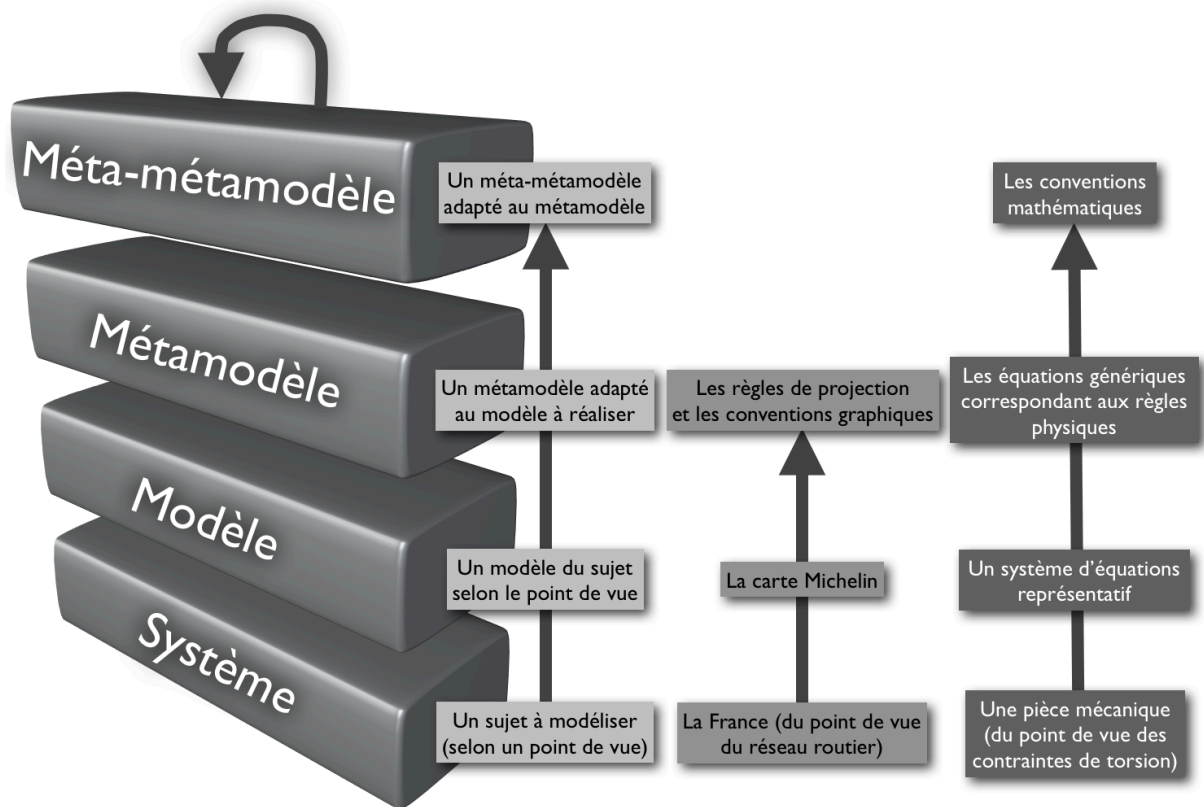 Méta-métamodèle
Un méta-métamodèle
adapté au métamodèle
Les conventions
mathématiques
Métamodèle
Un métamodèle adapté
au modèle à réaliser
Les règles de projection
et les conventions graphiques
Les équations génériques
correspondant aux règles
physiques
Modèle
Un modèle du sujet
selon le point de vue
La carte Michelin
Un système d'équations
représentatif
Système
Un sujet à modéliser
(selon un point de vue)
La France (du point de vue
du réseau routier)
Une pièce mécanique
(du point de vue des
contraintes de torsion)